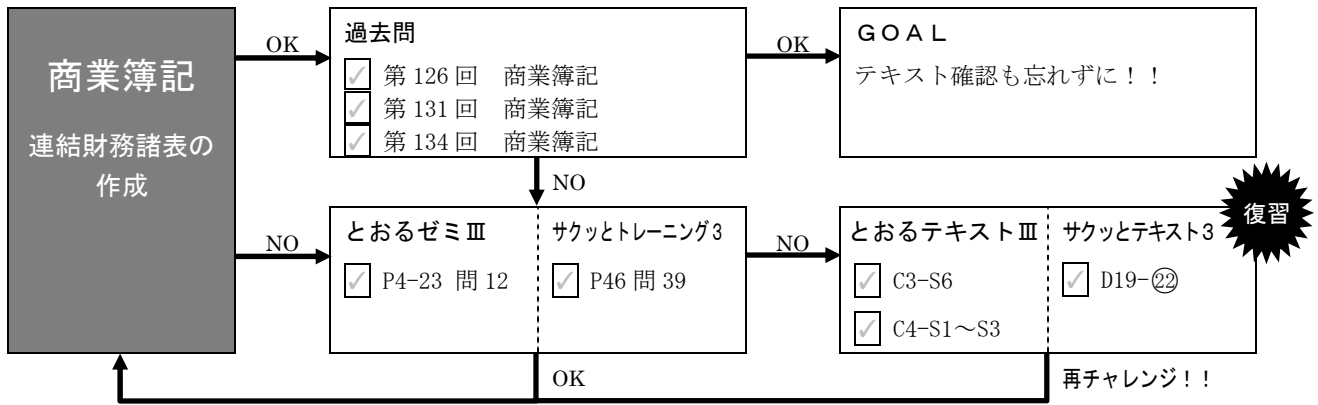 商業簿記
連結財務諸表の
作成
OK
過去問
✓ 第126回 商業簿記
✓ 第131回 商業簿記
✓ 第134回 商業簿記
OK
GOAL
テキスト確認も忘れずに！！
NO
NO
とおるゼミⅢ
✓ P4-23 問12
サクッとトレーニング3
✓ P46 問39
NO
とおるテキストⅢ
✓ C3-S6
✓ C4-S1～S3
サクッとテキスト3
✓ D19-㉒
復習
OK
再チャレンジ！！